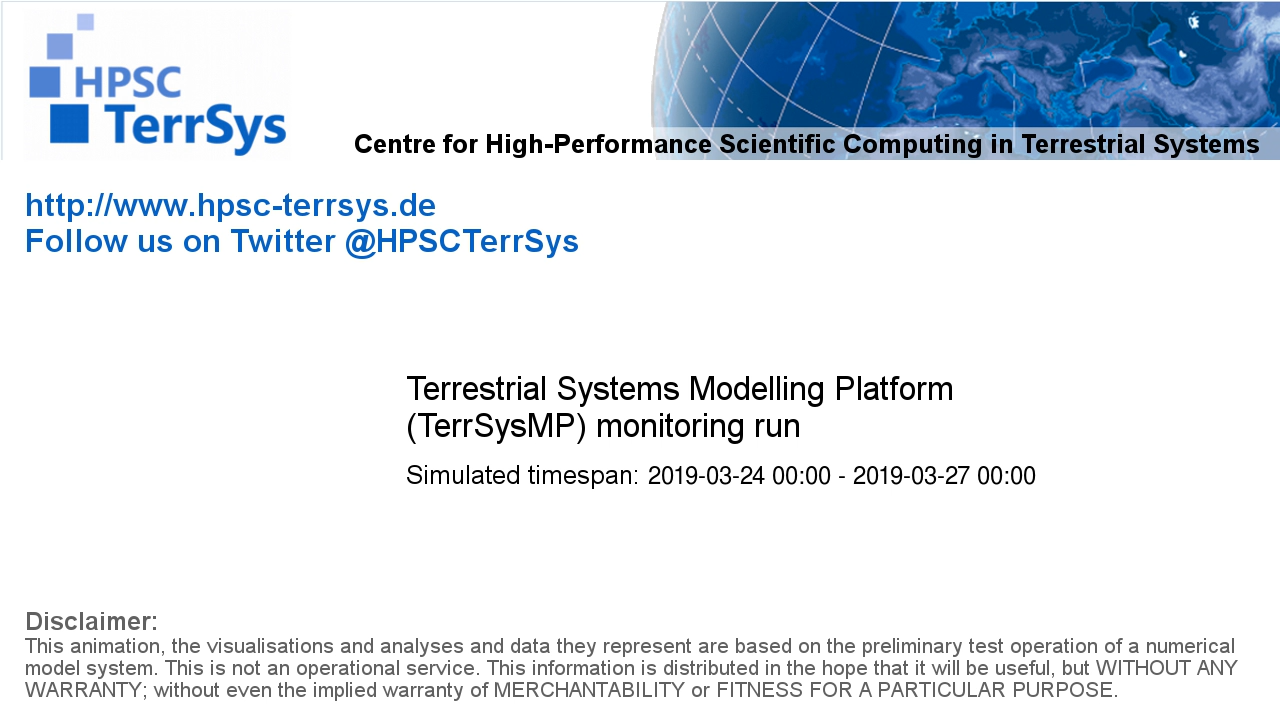 HPSC
TerrSys
Centre for High-Performance Scientific Computing in Terrestrial Systems
http://www.hpsc-terrsys.de
Follow us on Twitter @HPSCTerrSys
Terrestrial Systems Modelling Platform
(TerrSysMP) monitoring run
Simulated timespan: 2019-03-24 00:00 - 2019-03-27 00:00
Disclaimer:
This animation, the visualisations and analyses and data they represent are based on the preliminary test operation of a numerical
model system. This is not an operational service. This information is distributed in the hope that it will be useful, but WITHOUT ANY
WARRANTY; without even the implied warranty of MERCHANTABILITY or FITNESS FOR A PARTICULAR PURPOSE.